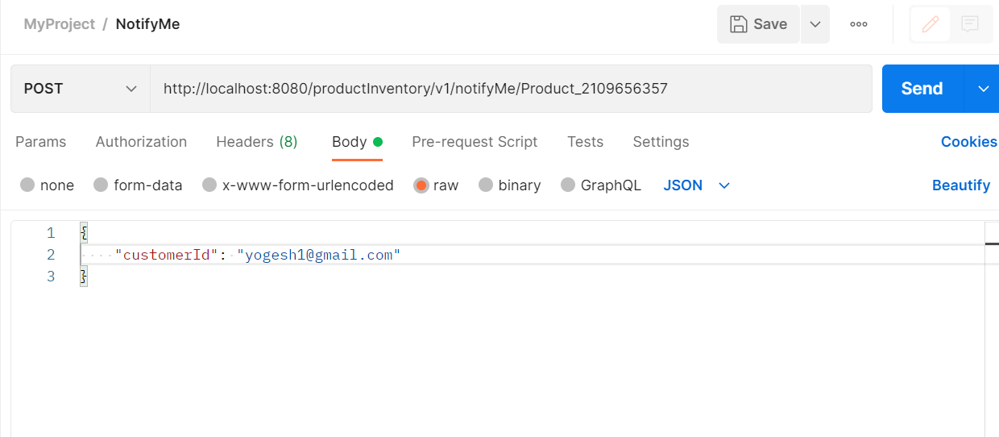 MyProject / NotifyMe Save
POST http://localhost:8080/productInventory/v1/notifyMe/Product_2109656357 Send
Params Authorization Headers (8) Body Pre-request Script Tests Settings Cookies
none form-data x-www-form-urlencoded raw binary GraphQL JSON Beautify
1 {
2 "customerId": "yogesh1@gmail.com"
3 }